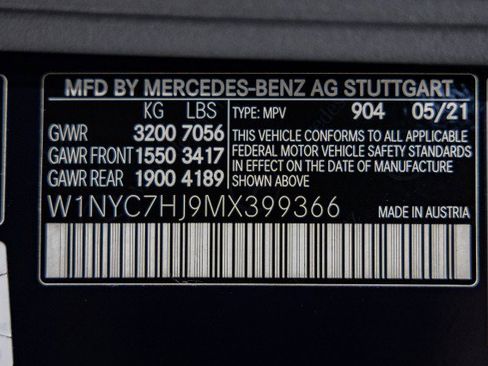 MFD BY MERCEDES-BENZ AG STUTTGART
KG LBS TYPE: MPV 904 05/21
GVWR 3200 7056
GAWR FRONT 1550 3417
GAWR REAR 1900 4189
THIS VEHICLE CONFORMS TO ALL APPLICABLE
FEDERAL MOTOR VEHICLE SAFETY STANDARDS
IN EFFECT ON THE DATE OF MANUFACTURE
SHOWN ABOVE
W1NYC7HJ9MX399366
MADE IN AUSTRIA